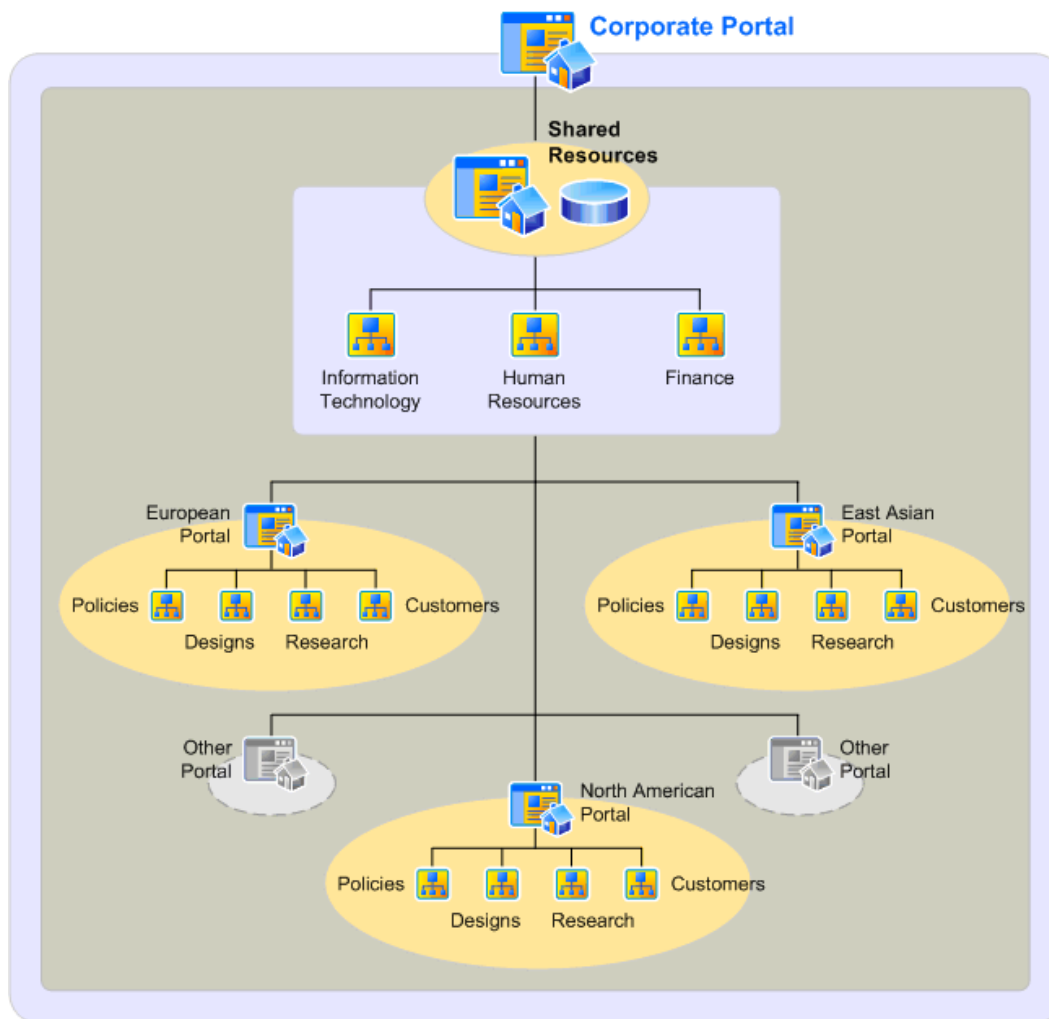 Corporate Portal
Shared
Resources
Information
Technology
Human
Resources
Finance
European
Portal
Policies
Designs
Research
Customers
East Asian
Portal
Policies
Designs
Research
Customers
Other
Portal
Other
Portal
North American
Portal
Policies
Designs
Research
Customers